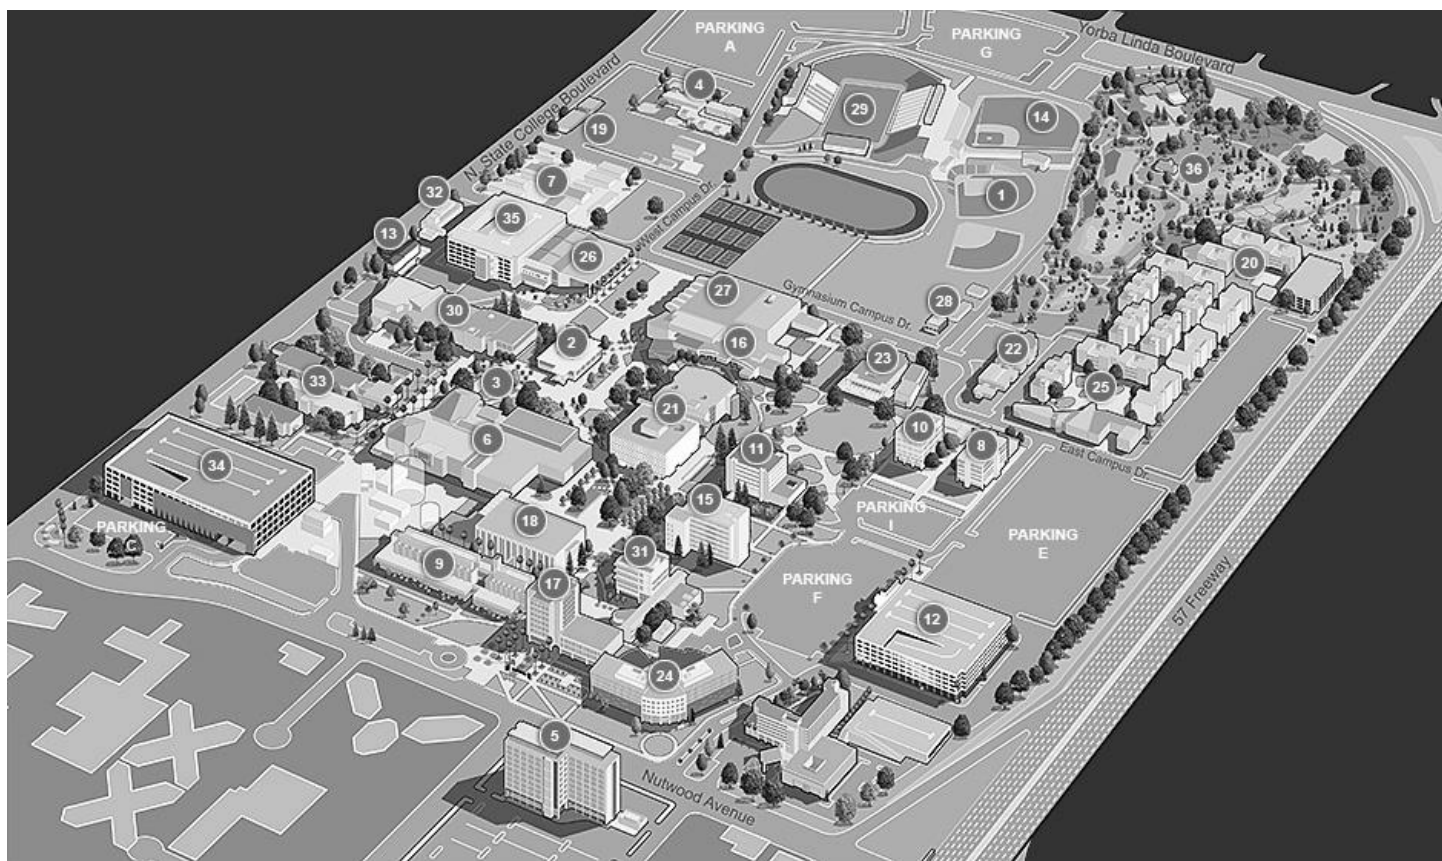 PARKING
A
PARKING
G
Yorba Linda Boulevard
N. State College Boulevard
4
29
14
19
36
7
32
1
35
13
West Campus Dr.
26
20
27
Gymnasium Campus Dr.
28
30
2
16
22
23
3
33
25
21
10
6
8
11
East Campus Dr.
34
15
PARKING
I
PARKING
C
18
PARKING
E
31
9
17
PARKING
F
57 Freeway
12
24
5
Nutwood Avenue